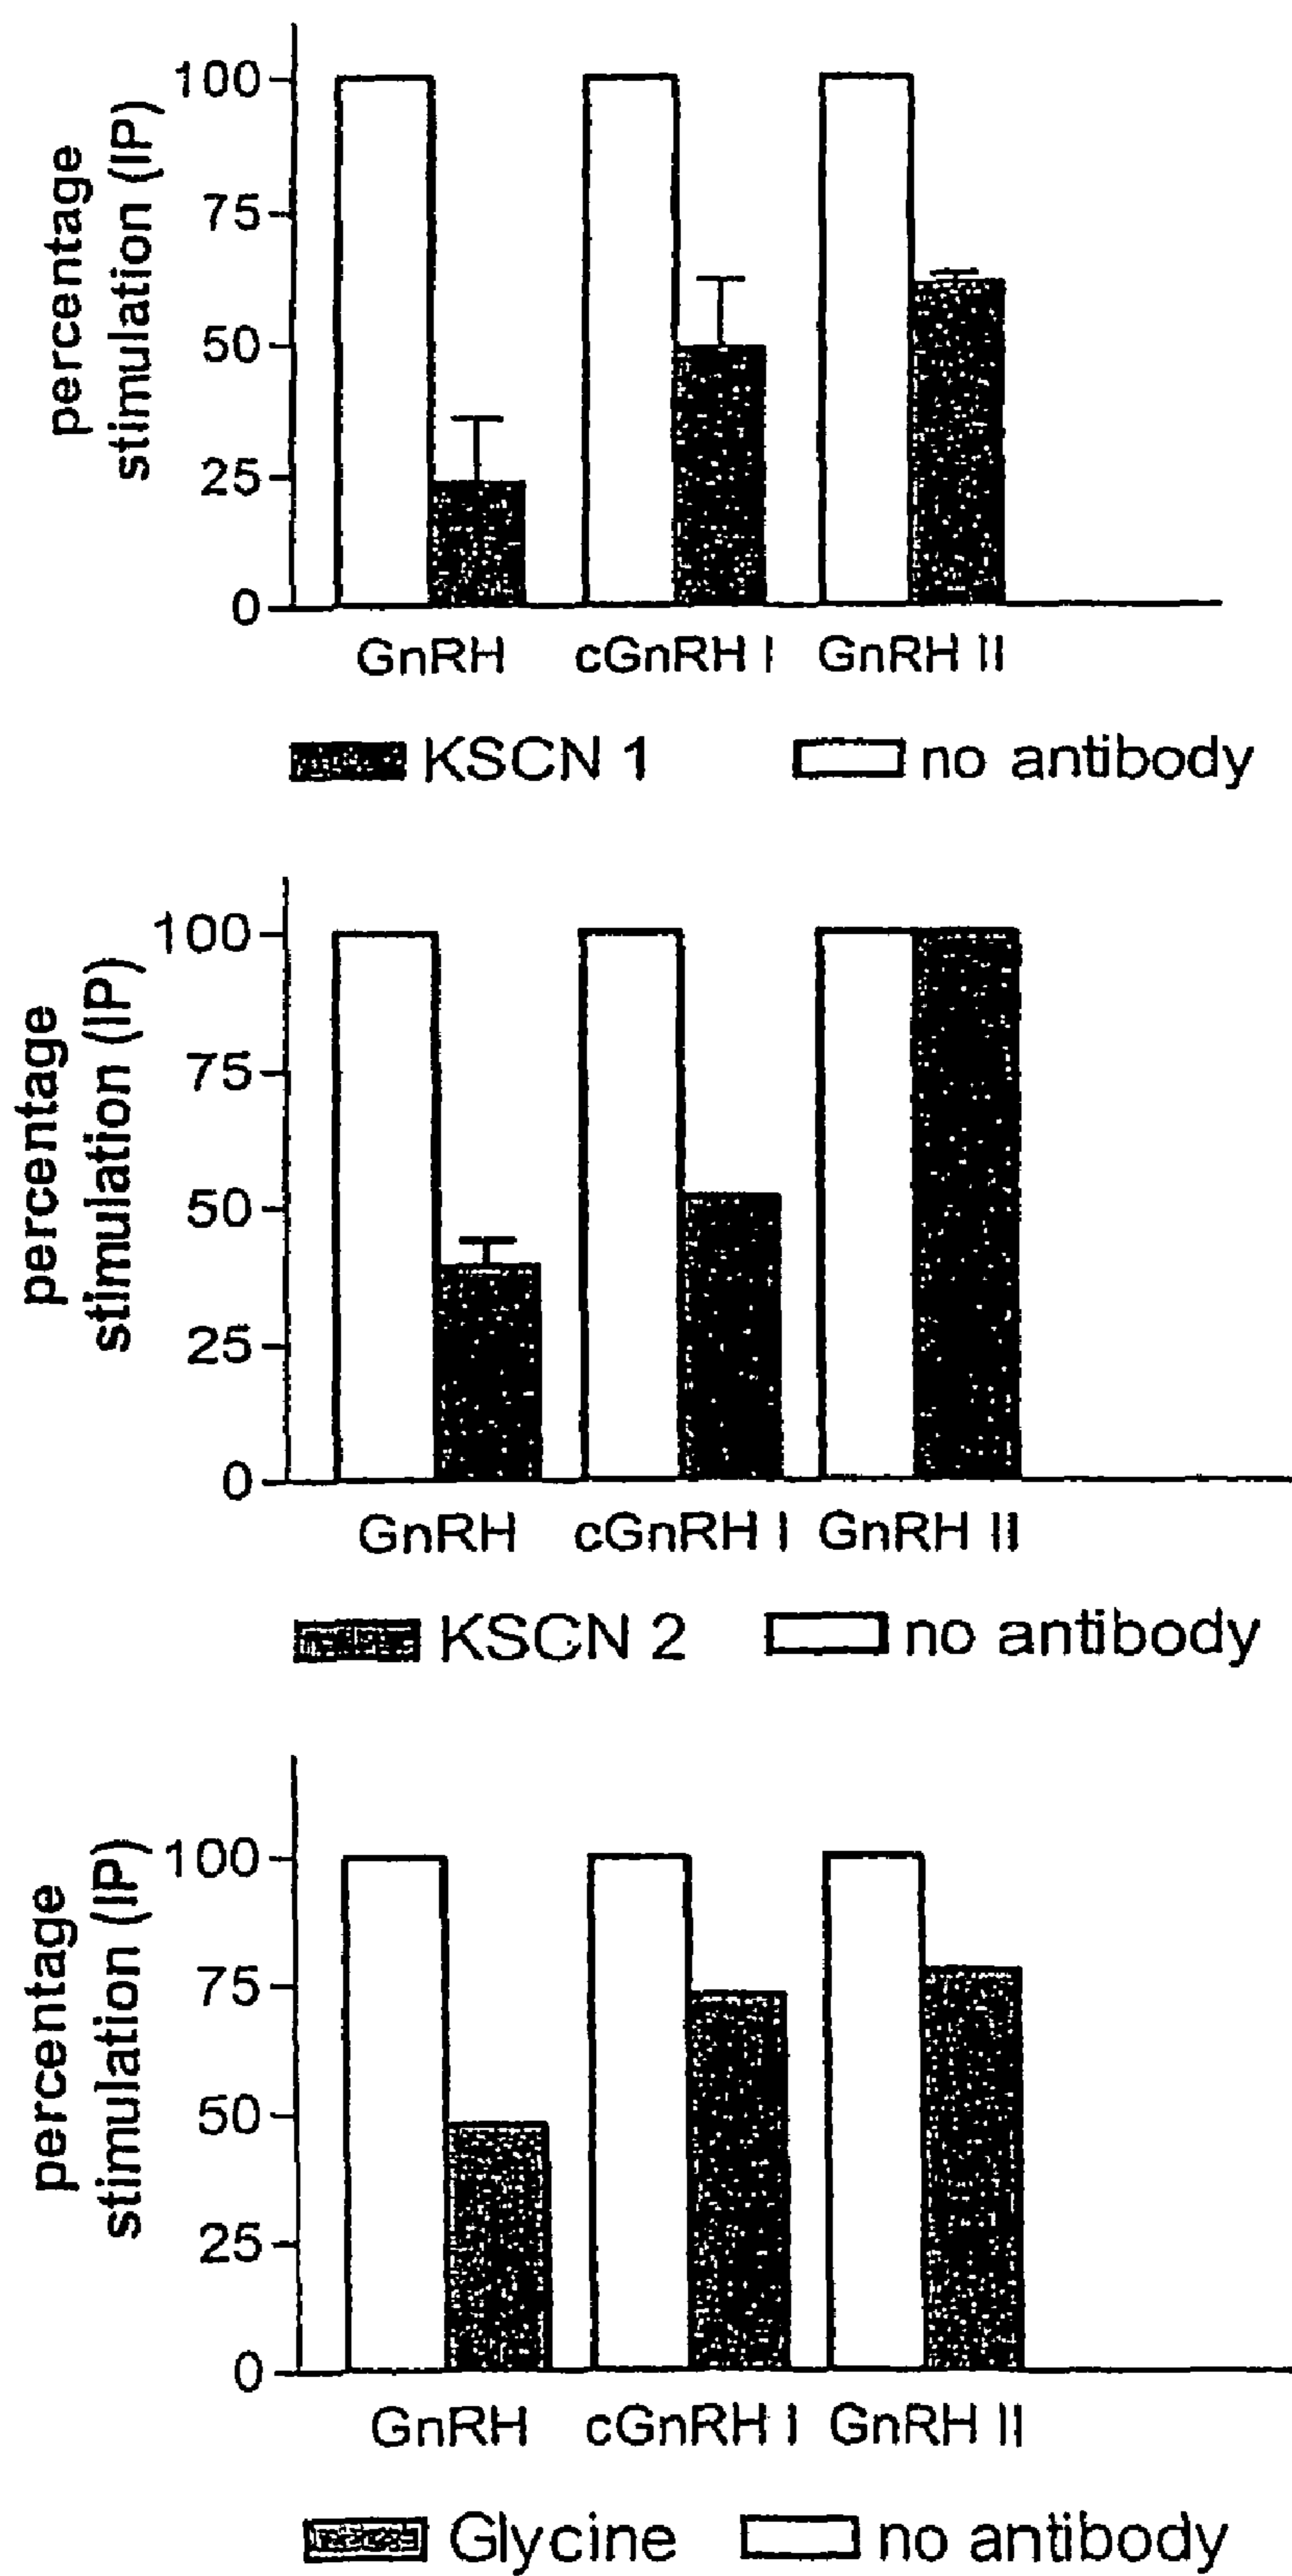 percentage
stimulation (IP)
100
75
50
25
0
GnRH cGnRH I GnRH II
KSCN 1 no antibody
percentage
stimulation (IP)
100
75
50
25
0
GnRH cGnRH I GnRH II
KSCN 2 no antibody
percentage
stimulation (IP)
100
75
50
25
0
GnRH cGnRH I GnRH II
Glycine no antibody